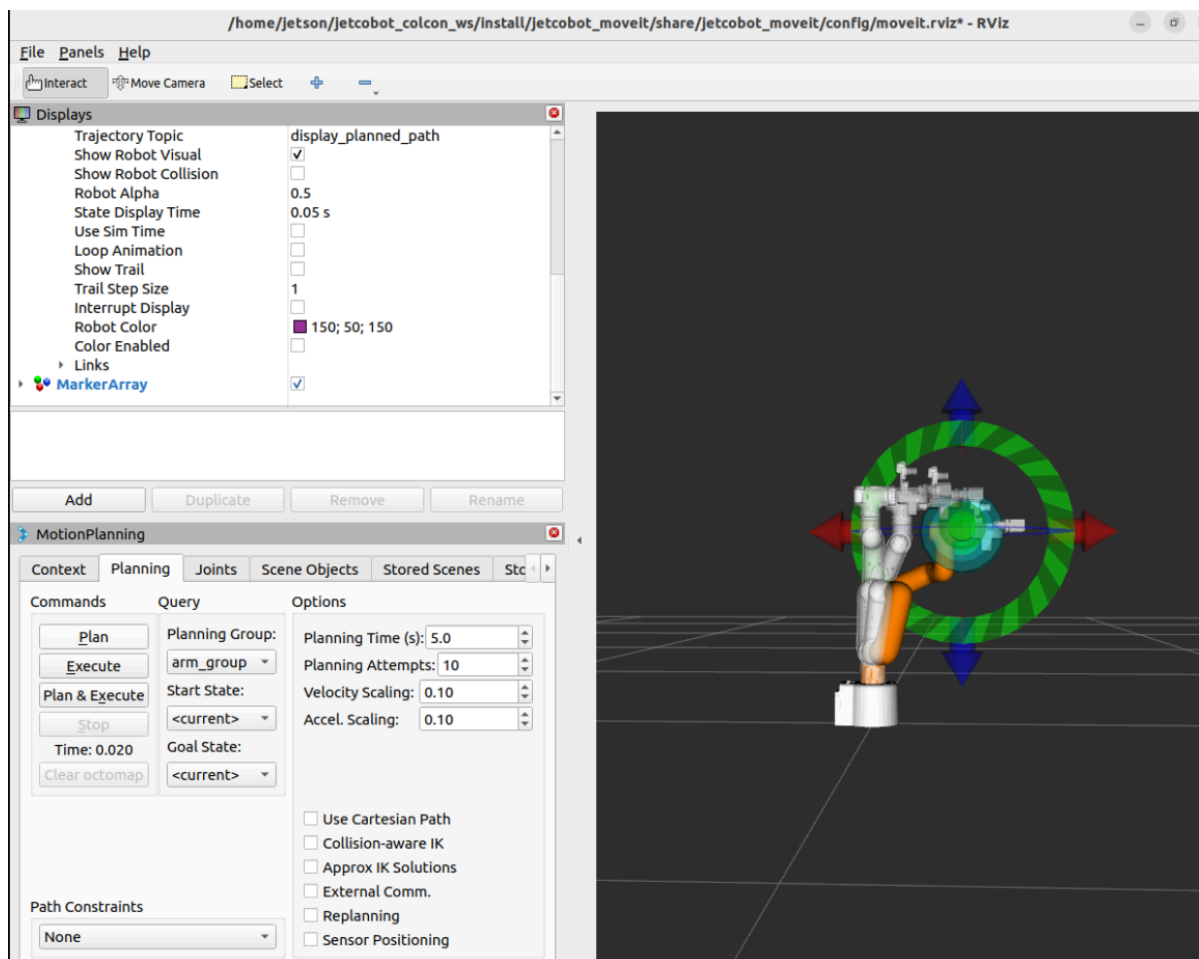 /home/jetson/jetcobot_colcon_ws/install/jetcobot_moveit/share/jetcobot_moveit/config/moveit.rviz* - RViz
File Panels Help
Interact Move Camera Select
Displays
Trajectory Topic display_planned_path
Show Robot Visual
Show Robot Collision
Robot Alpha 0.5
State Display Time 0.05 s
Use Sim Time
Loop Animation
Show Trail
Trail Step Size 1
Interrupt Display
Robot Color 150; 50; 150
Color Enabled
Links
MarkerArray
Add Duplicate Remove Rename
MotionPlanning
Context Planning Joints Scene Objects Stored Scenes Stc
Commands Query Options
Plan Planning Group: Planning Time (s): 5.0
Execute arm_group Planning Attempts: 10
Plan & Execute Start State: Velocity Scaling: 0.10
Stop <current> Accel. Scaling: 0.10
Time: 0.020 Goal State:
Clear octomap <current>
Use Cartesian Path
Collision-aware IK
Approx IK Solutions
External Comm.
Path Constraints Replanning
None Sensor Positioning